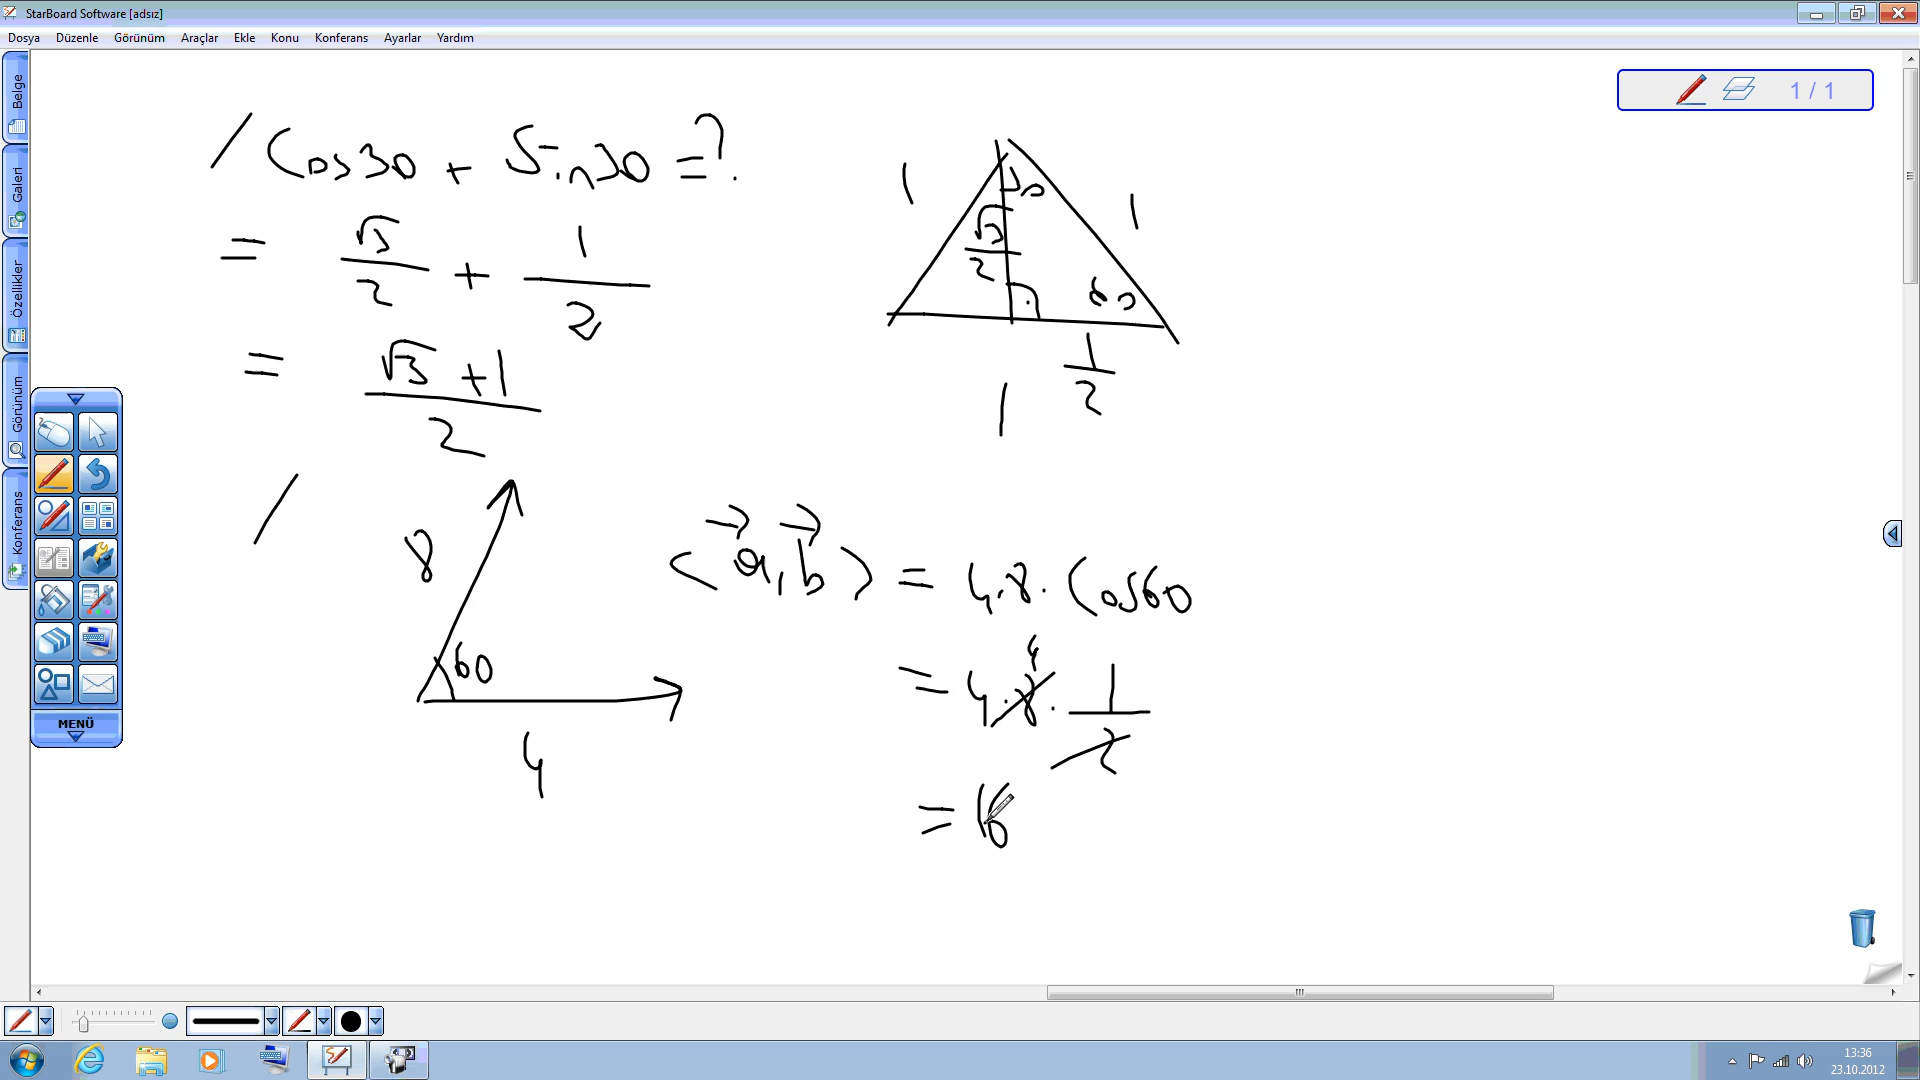 StarBoard Software [adsız]
Dosya Düzenle Görünüm Araçlar Ekle Konu Konferans Ayarlar Yardım
Belge
Galeri
Özellikler
Görünüm
Konferans
1 / 1
/ Cos30 + Sin30 = ?
= √3/2 + 1/2
= √3 + 1 / 2
1
1
30
√3/2
60
1/2
1
/
8
60
4
<a, b> = 4.8. Cos60
4
= 4.8. 1/2
= 16
MENÜ
13:36
23.10.2012